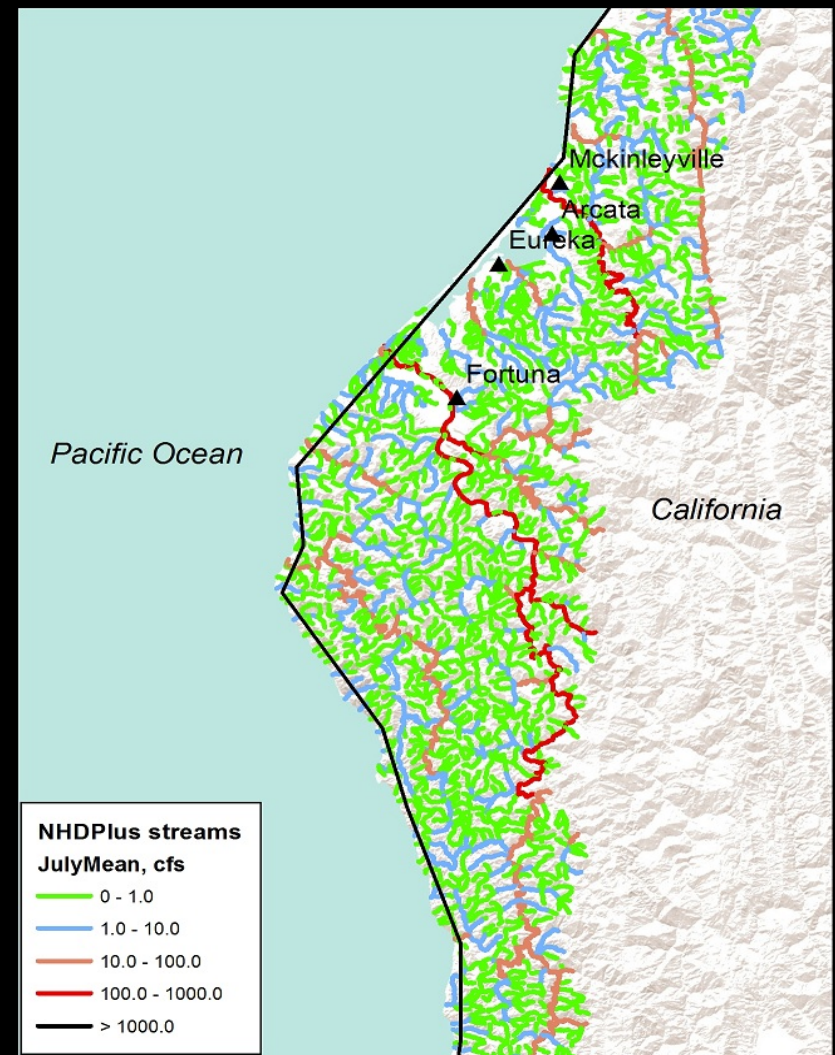 Mckinleyville
Arcata
Eureka
Fortuna
Pacific Ocean
California
NHDPlus streams
JulyMean, cfs
0 - 1.0
1.0 - 10.0
10.0 - 100.0
100.0 - 1000.0
> 1000.0